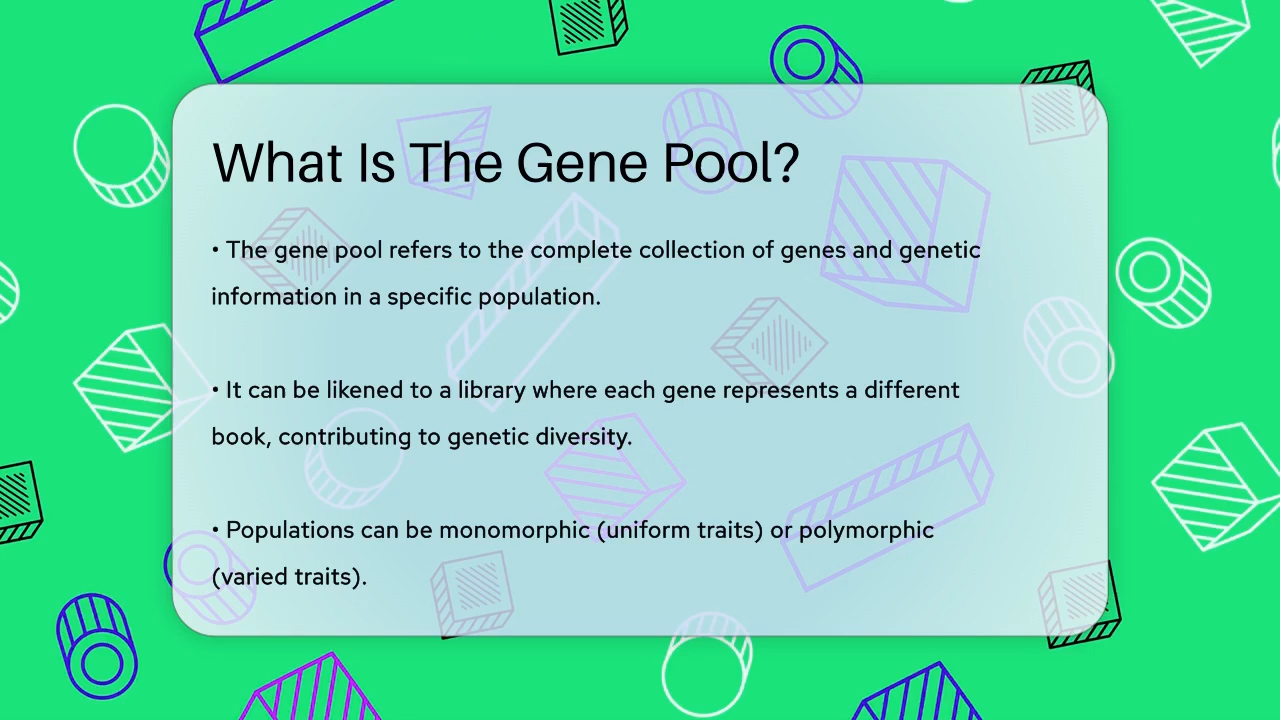 What Is The Gene Pool?
• The gene pool refers to the complete collection of genes and genetic
information in a specific population.
• It can be likened to a library where each gene represents a different
book, contributing to genetic diversity.
• Populations can be monomorphic (uniform traits) or polymorphic
(varied traits).